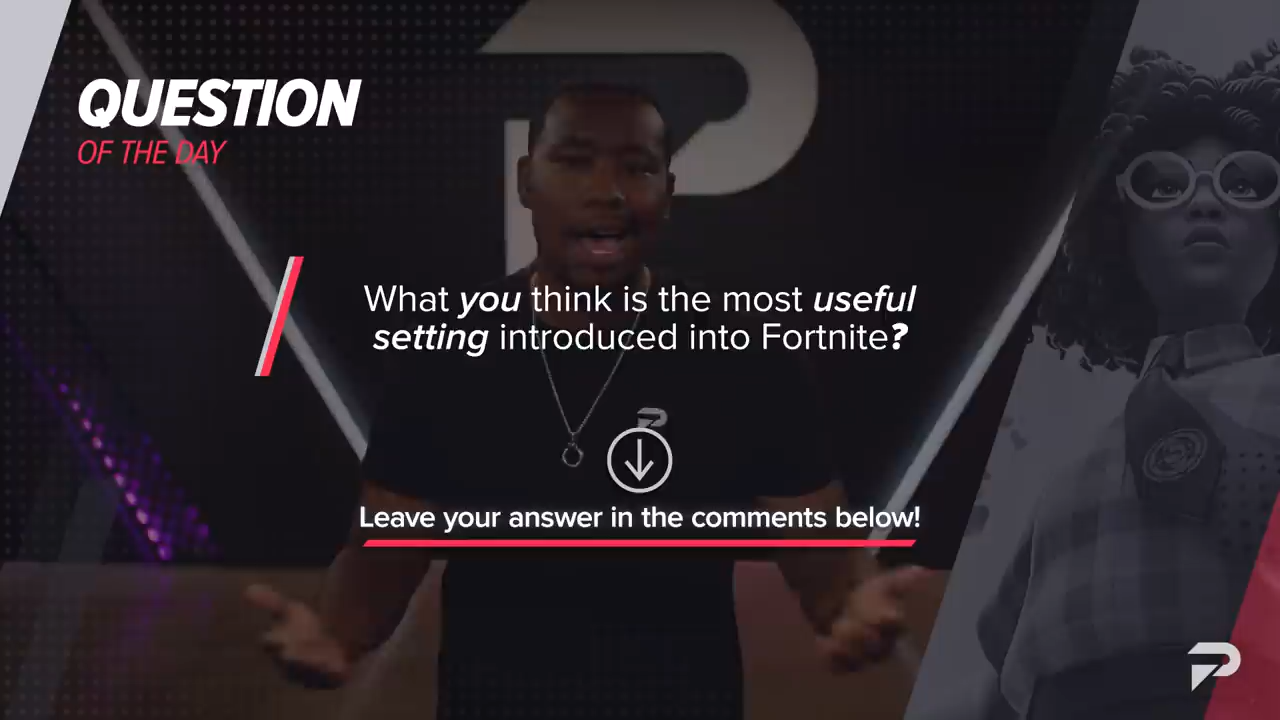 QUESTION
OF THE DAY
What you think is the most useful
setting introduced into Fortnite?
Leave your answer in the comments below!